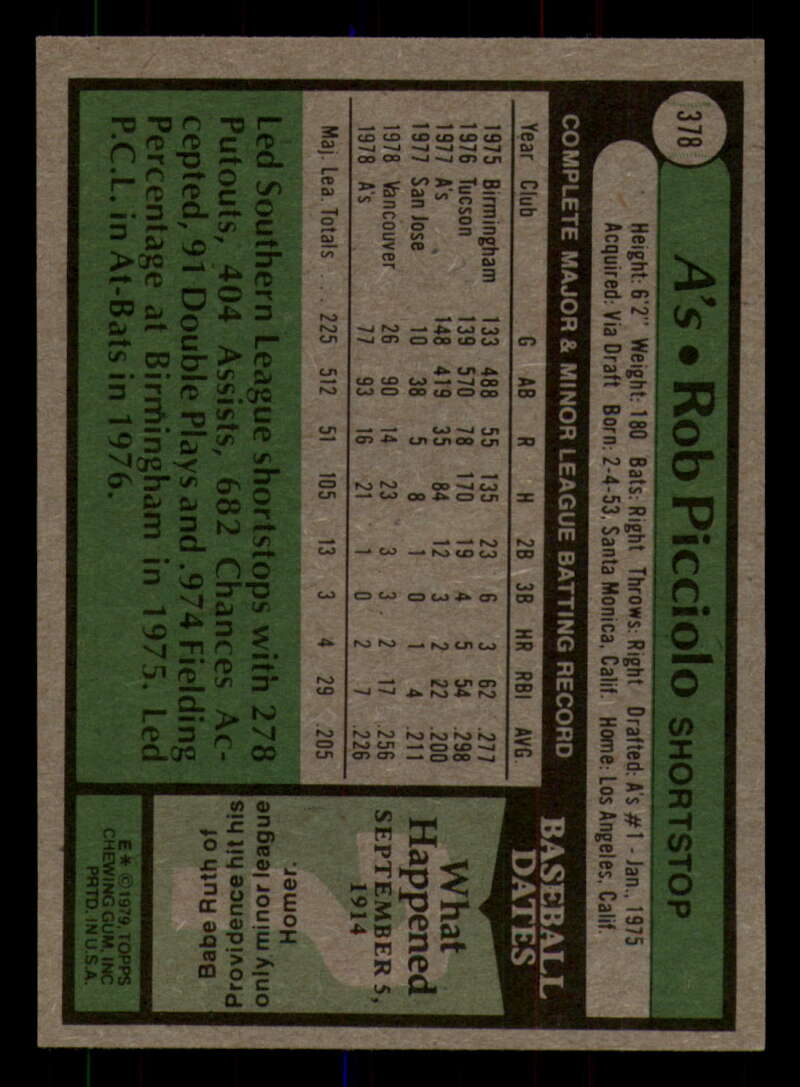 378
A's • Rob Picciolo SHORTSTOP
Height: 6'2" Weight: 180 Bats: Right Throws: Right Drafted: A's #1 - Jan., 1975
Acquired: Via Draft Born: 2-4-53, Santa Monica, Calif. Home: Los Angeles, Calif.
COMPLETE MAJOR & MINOR LEAGUE BATTING RECORD
Year Club G AB R H 2B 3B HR RBI AVG.
1975 Birmingham 133 488 55 135 23 6 3 62 .277
1976 Tucson 139 570 78 170 19 4 5 54 .298
1977 A's 148 419 35 84 12 3 2 22 .200
1977 San Jose 10 38 5 8 1 0 1 4 .211
1978 Vancouver 26 90 14 23 3 3 2 17 .256
1978 A's 77 93 16 21 1 0 2 7 .226
Maj. Lea. Totals . . . 225 512 51 105 13 3 4 29 .205
Led Southern League shortstops with 278
Putouts, 404 Assists, 682 Chances Ac-
cepted, 91 Double Plays and .974 Fielding
Percentage at Birmingham in 1975. Led
P.C.L. in At-Bats in 1976.
BASEBALL
DATES
What
Happened
SEPTEMBER 5,
1914
Babe Ruth of
Providence hit his
only minor league
Homer.
E* © 1979, TOPPS
CHEWING GUM, INC
PRTD. IN U.S.A.